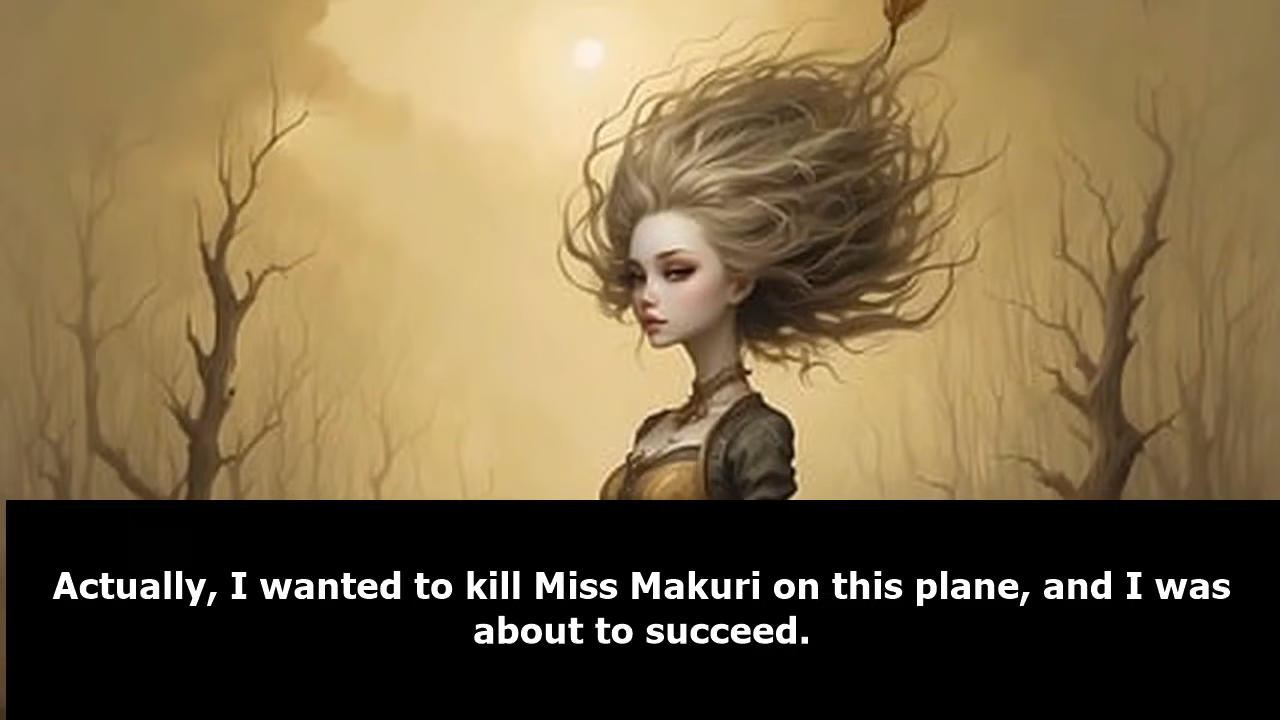 Actually, I wanted to kill Miss Makuri on this plane, and I was
about to succeed.